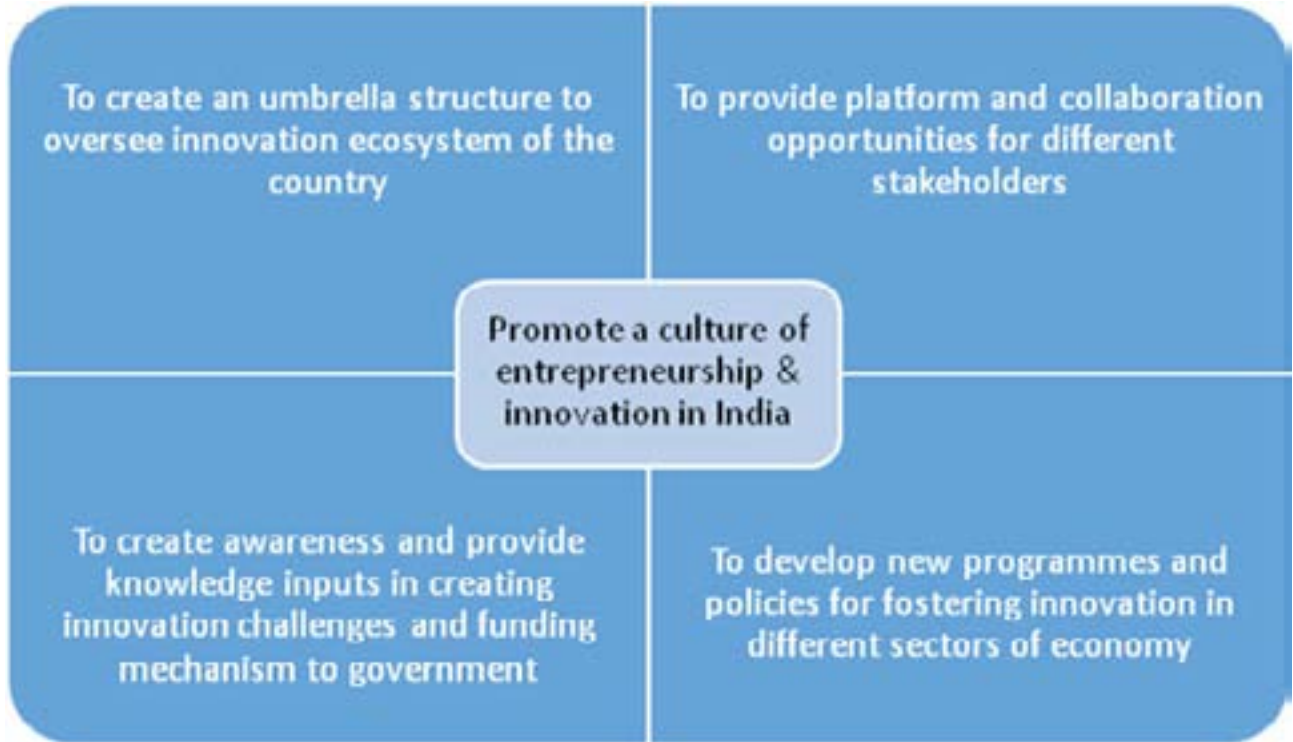 To create an umbrella structure to
oversee innovation ecosystem of the
country
To provide platform and collaboration
opportunities for different
stakeholders
Promote a culture of
entrepreneurship &
innovation in India
To create awareness and provide
knowledge inputs in creating
innovation challenges and funding
mechanism to government
To develop new programmes and
policies for fostering innovation in
different sectors of economy